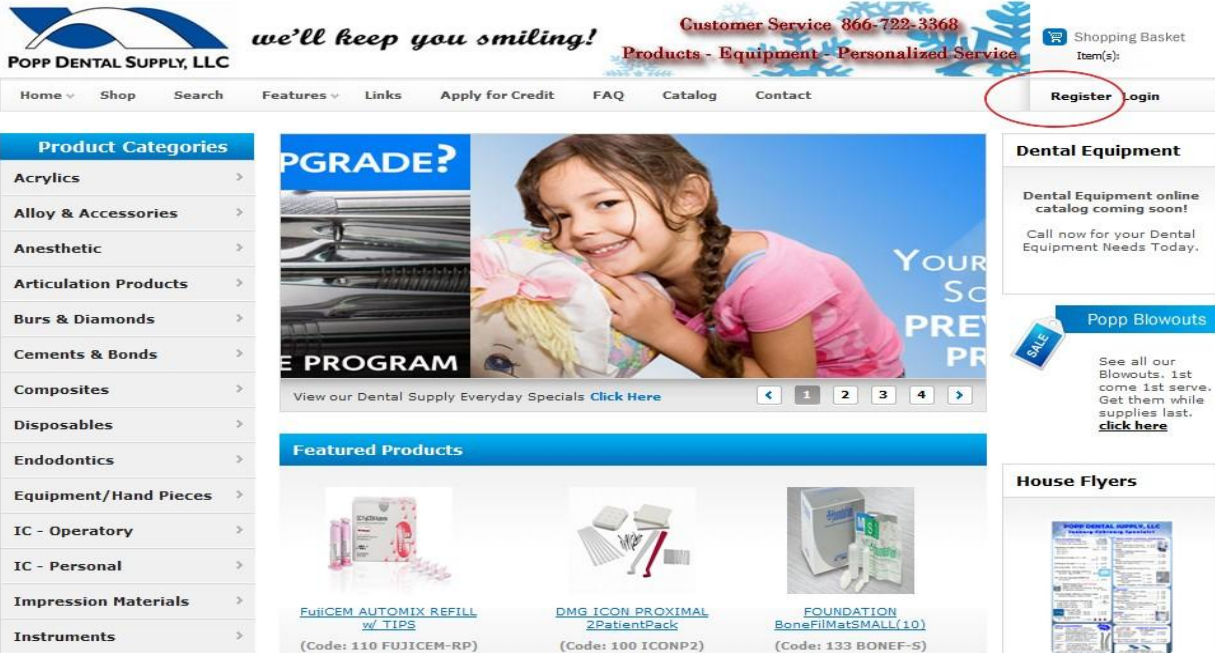 POPP DENTAL SUPPLY, LLC
we'll keep you smiling!
Customer Service 866-722-3368
Products - Equipment - Personalized Service
Shopping Basket
Item(s):
Home
Shop
Search
Features
Links
Apply for Credit
FAQ
Catalog
Contact
Register
Login
Product Categories
Acrylics
Alloy & Accessories
Anesthetic
Articulation Products
Burs & Diamonds
Cements & Bonds
Composites
Disposables
Endodontics
Equipment/Hand Pieces
IC - Operatory
IC - Personal
Impression Materials
Instruments
PGRADE?
E PROGRAM
YOUR
SO
PRE
PR
View our Dental Supply Everyday Specials Click Here
1 2 3 4
Featured Products
FujiCEM AUTOMIX REFILL
w/ TIPS
(Code: 110 FUJICEM-RP)
DMG ICON PROXIMAL
2PatientPack
(Code: 100 ICONP2)
FOUNDATION
BoneFilMatSMALL(10)
(Code: 133 BONEF-S)
Dental Equipment
Dental Equipment online
catalog coming soon!
Call now for your Dental
Equipment Needs Today.
SALE
Popp Blowouts
See all our
Blowouts. 1st
come 1st serve.
Get them while
supplies last.
click here
House Flyers
POPP DENTAL SUPPLY, LLC